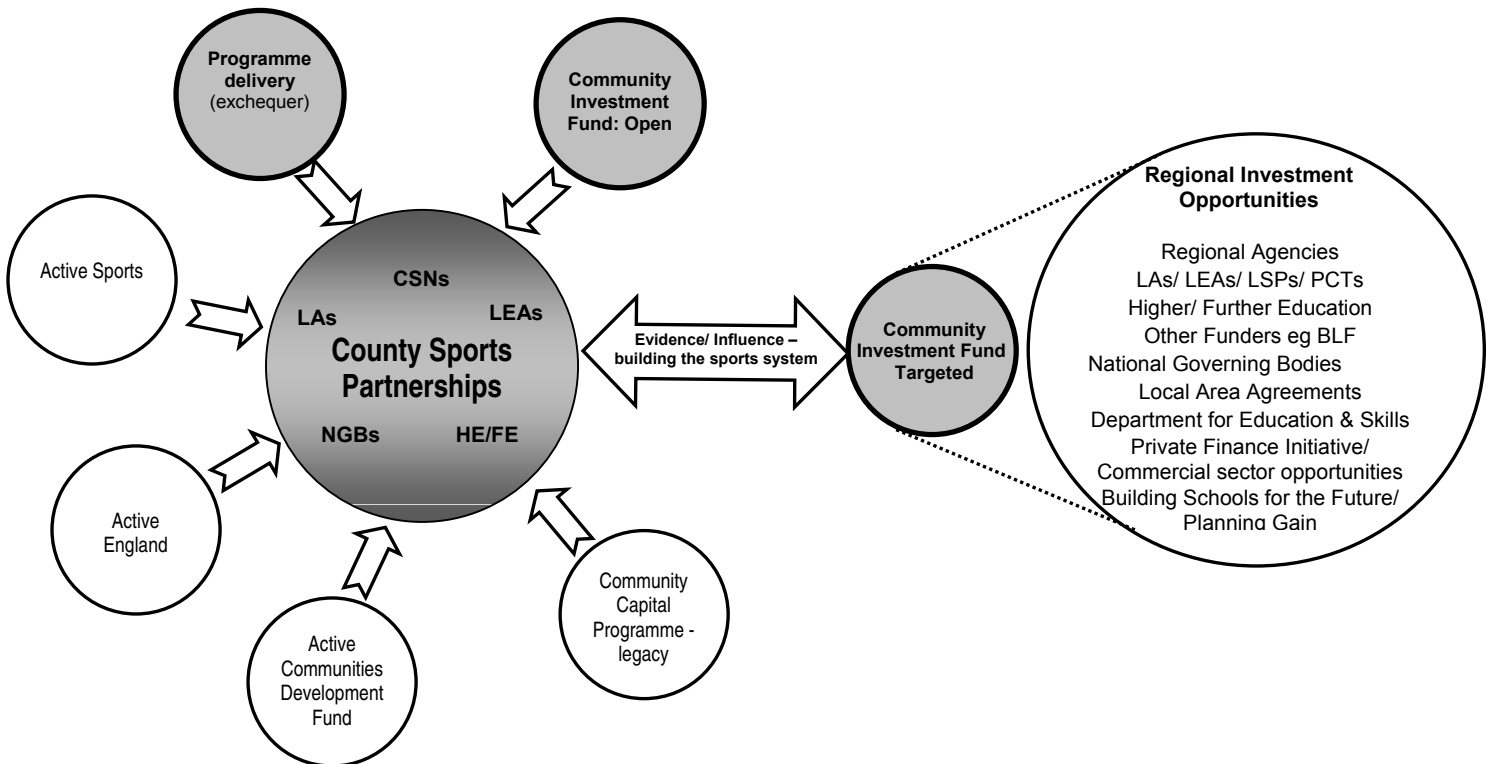 Programme
delivery
(exchequer)
Community
Investment
Fund: Open
Active Sports
CSNs
LAs
LEAs
County Sports
Partnerships
NGBs
HE/FE
Evidence/ Influence –
building the sports system
Community
Investment Fund
Targeted
Regional Investment
Opportunities
Regional Agencies
LAs/ LEAs/ LSPs/ PCTs
Higher/ Further Education
Other Funders eg BLF
National Governing Bodies
Local Area Agreements
Department for Education & Skills
Private Finance Initiative/
Commercial sector opportunities
Building Schools for the Future/
Planning Gain
Active
England
Active
Communities
Development
Fund
Community
Capital
Programme -
legacy